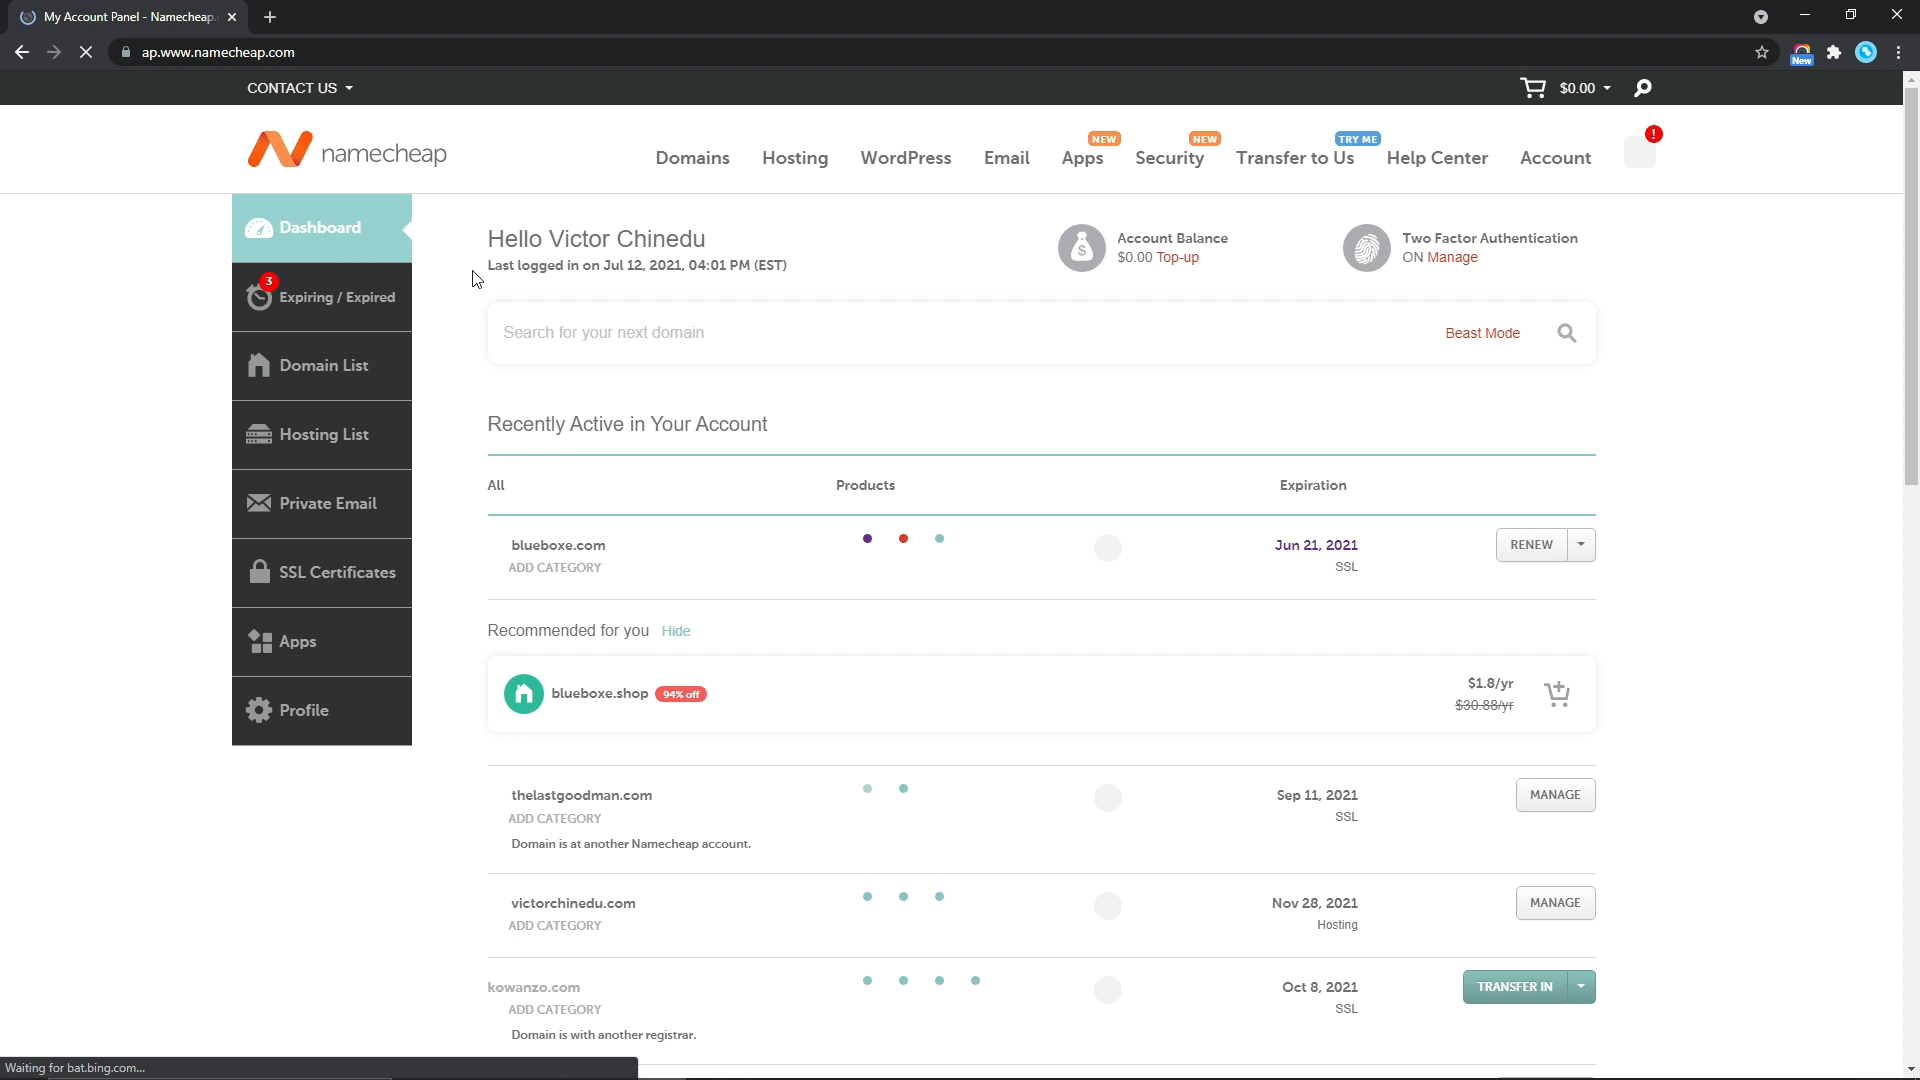 My Account Panel - Namecheap.
ap.www.namecheap.com
New
CONTACT US
$0.00
namecheap
Domains
Hosting
WordPress
Email
NEW
Apps
NEW
Security
TRY ME
Transfer to Us
Help Center
Account
!
Dashboard
3
Expiring / Expired
Domain List
Hosting List
Private Email
SSL Certificates
Apps
Profile
Hello Victor Chinedu
Last logged in on Jul 12, 2021, 04:01 PM (EST)
$
Account Balance
$0.00 Top-up
Two Factor Authentication
ON Manage
Search for your next domain
Beast Mode
Recently Active in Your Account
All Products Expiration
blueboxe.com Jun 21, 2021 RENEW
ADD CATEGORY SSL
Recommended for you Hide
blueboxe.shop 94% off
$1.8/yr
$30.88/yr
thelastgoodman.com Sep 11, 2021 MANAGE
ADD CATEGORY SSL
Domain is at another Namecheap account.
victorchinedu.com Nov 28, 2021 MANAGE
ADD CATEGORY Hosting
kowanzo.com Oct 8, 2021 TRANSFER IN
ADD CATEGORY SSL
Domain is with another registrar.
Waiting for bat.bing.com...